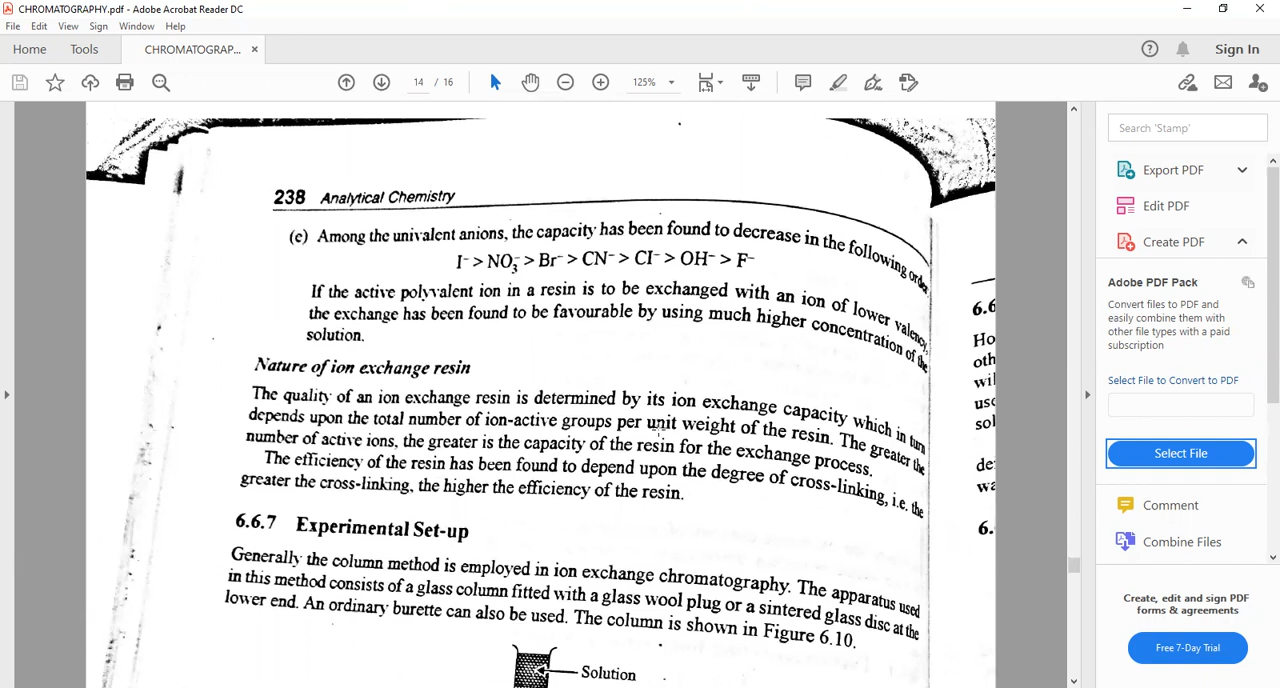 CHROMATOGRAPHY.pdf - Adobe Acrobat Reader DC
File Edit View Sign Window Help
Home Tools CHROMATOGRAP... × Sign In
14 / 16 125%
238 Analytical Chemistry
(c) Among the univalent anions, the capacity has been found to decrease in the following order
I⁻ > NO₃⁻ > Br⁻ > CN⁻ > Cl⁻ > OH⁻ > F⁻
If the active polyvalent ion in a resin is to be exchanged with an ion of lower valency,
the exchange has been found to be favourable by using much higher concentration of the
solution.
Nature of ion exchange resin
The quality of an ion exchange resin is determined by its ion exchange capacity which in turn
depends upon the total number of ion-active groups per unit weight of the resin. The greater the
number of active ions, the greater is the capacity of the resin for the exchange process.
The efficiency of the resin has been found to depend upon the degree of cross-linking, i.e. the
greater the cross-linking, the higher the efficiency of the resin.
6.6.7 Experimental Set-up
Generally the column method is employed in ion exchange chromatography. The apparatus used
in this method consists of a glass column fitted with a glass wool plug or a sintered glass disc at the
lower end. An ordinary burette can also be used. The column is shown in Figure 6.10.
Solution
6.6
Ho
oth
wil
use
sol
de
wa
6.
Search 'Stamp'
Export PDF
Edit PDF
Create PDF
Adobe PDF Pack
Convert files to PDF and
easily combine them with
other file types with a paid
subscription
Select File to Convert to PDF
Select File
Comment
Combine Files
Create, edit and sign PDF
forms & agreements
Free 7-Day Trial